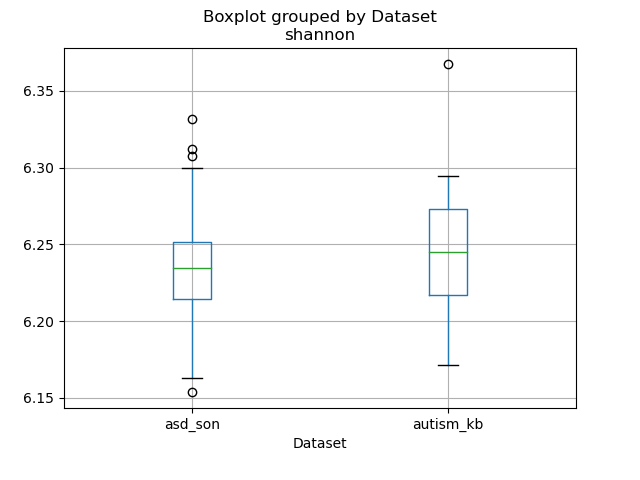 Boxplot grouped by Dataset
shannon
6.35
6.30
6.25
6.20
6.15
asd_son
autism_kb
Dataset